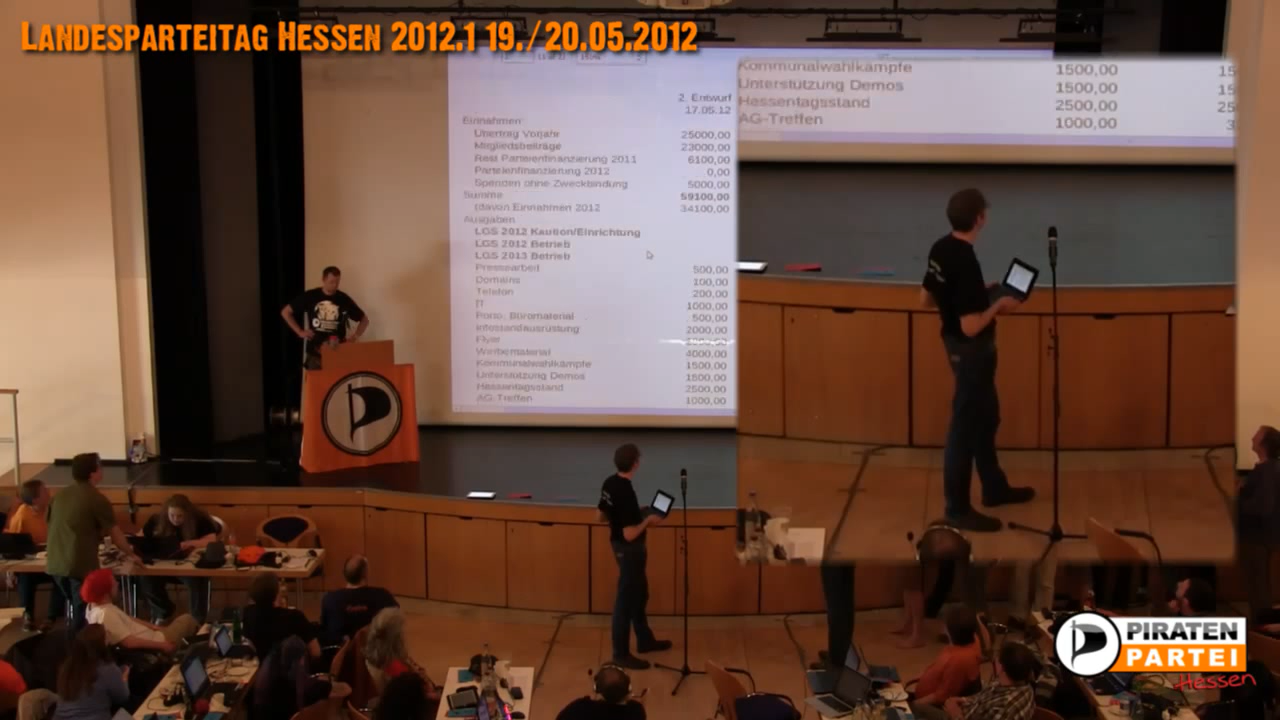 LANDESPARTEITAG HESSEN 2012.1 19./20.05.2012
2. Entwurf
17.05.12
Einnahmen:
Übertrag Vorjahr 25000,00
Mitgliedsbeiträge 23000,00
Rest Parteienfinanzierung 2011 6100,00
Parteienfinanzierung 2012 0,00
Spenden ohne Zweckbindung 5000,00
Summe 59100,00
(davon Einnahmen 2012 34100,00
Ausgaben
LGS 2012 Kaution/Einrichtung
LGS 2012 Betrieb
LGS 2013 Betrieb
Pressearbeit 500,00
Domains 100,00
Telefon 200,00
IT 1000,00
Porto, Büromaterial 500,00
Infostandausrüstung 2000,00
Flyer
Werbematerial 4000,00
Kommunalwahlkämpfe 1500,00
Unterstützung Demos 1500,00
Hessentagsstand 2500,00
AG-Treffen 1000,00
Kommunalwahlkämpfe 1500,00 15
Unterstützung Demos 1500,00 15
Hessentagsstand 2500,00 25
AG-Treffen 1000,00 3
PIRATEN
PARTEI
Hessen